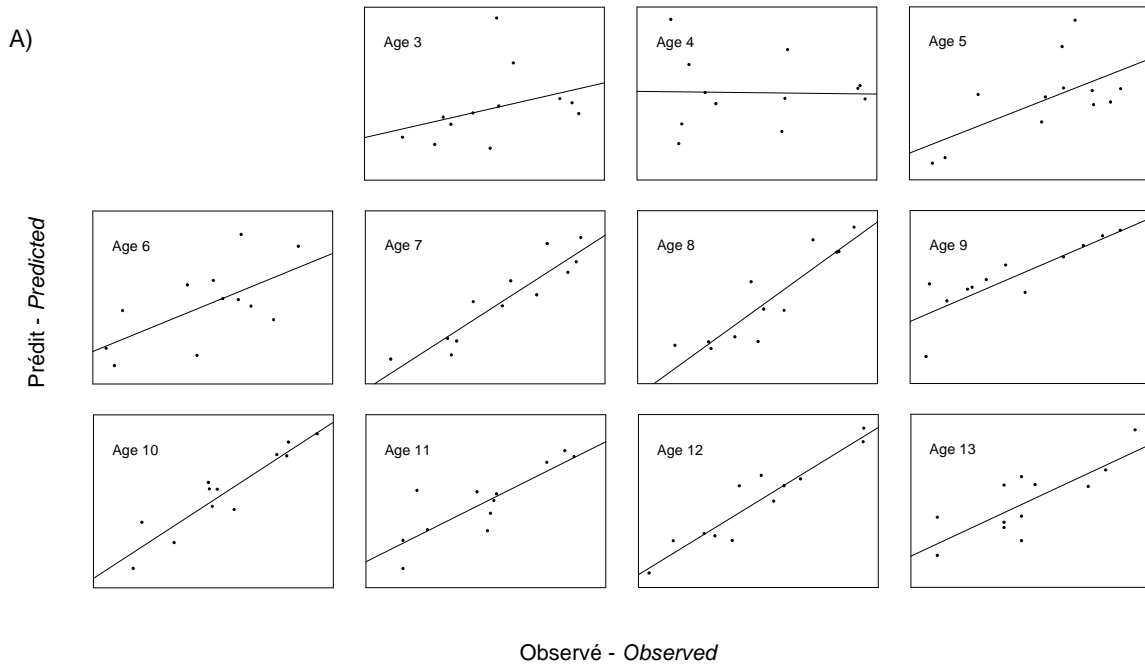 A)
Age 3
Age 4
Age 5
Age 6
Age 7
Age 8
Age 9
Age 10
Age 11
Age 12
Age 13
Prédit - Predicted
Observé - Observed